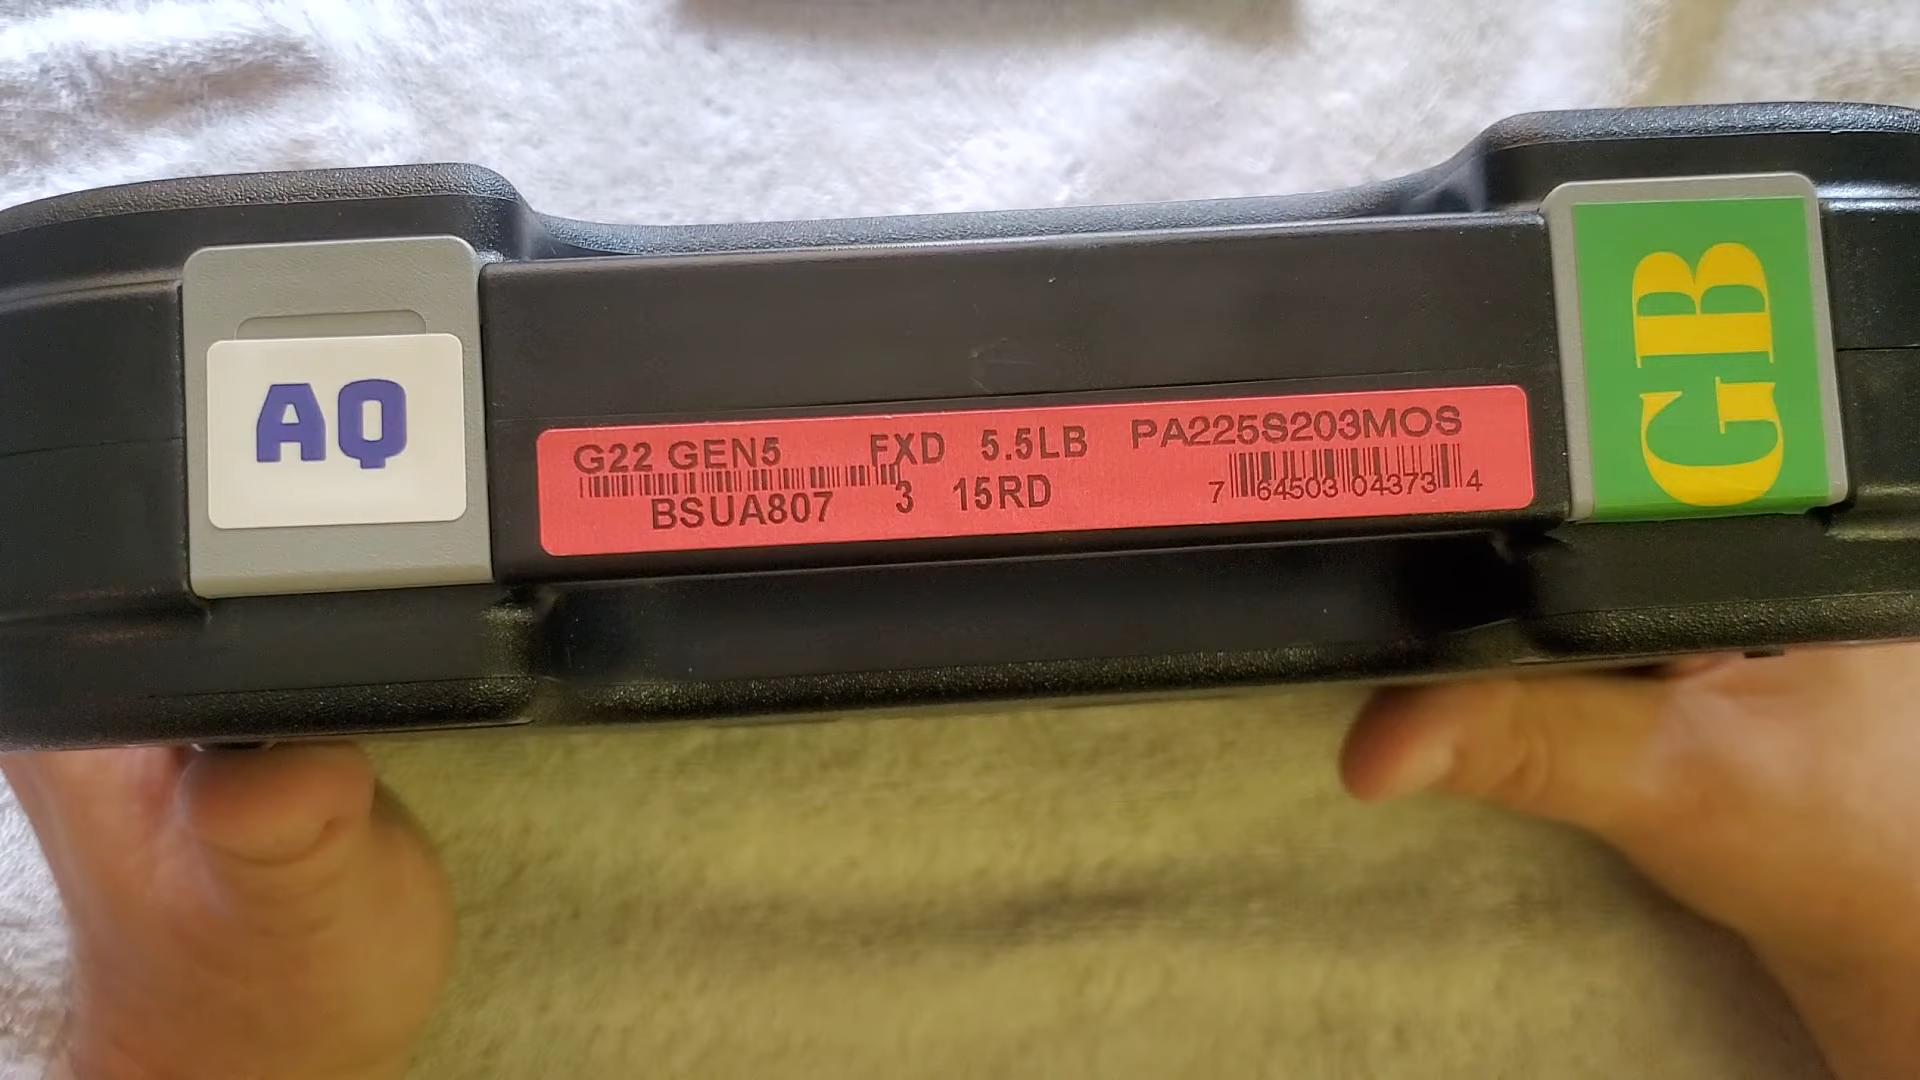 AQ
G22 GEN5 FXD 5.5LB PA225S203MOS
BSUA807 3 15RD 7 64503 04373 4
GB